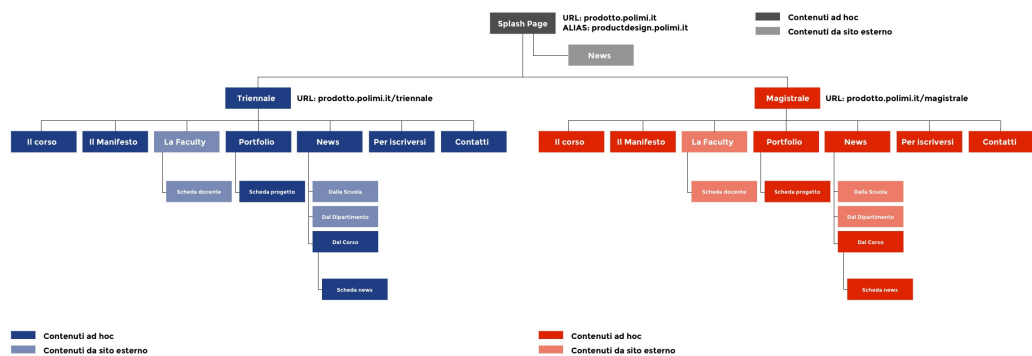 Splash Page
URL: prodotto.polimi.it
ALIAS: productdesign.polimi.it
Contenuti ad hoc
Contenuti da sito esterno
News
Triennale
URL: prodotto.polimi.it/triennale
Magistrale
URL: prodotto.polimi.it/magistrale
Il corso
Il Manifesto
La Faculty
Portfolio
News
Per iscriversi
Contatti
Il corso
Il Manifesto
La Faculty
Portfolio
News
Per iscriversi
Contatti
Scheda docente
Scheda progetto
Dalla Scuola
Dal Dipartimento
Dal Corso
Scheda news
Scheda docente
Scheda progetto
Dalla Scuola
Dal Dipartimento
Dal Corso
Scheda news
Contenuti ad hoc
Contenuti da sito esterno
Contenuti ad hoc
Contenuti da sito esterno